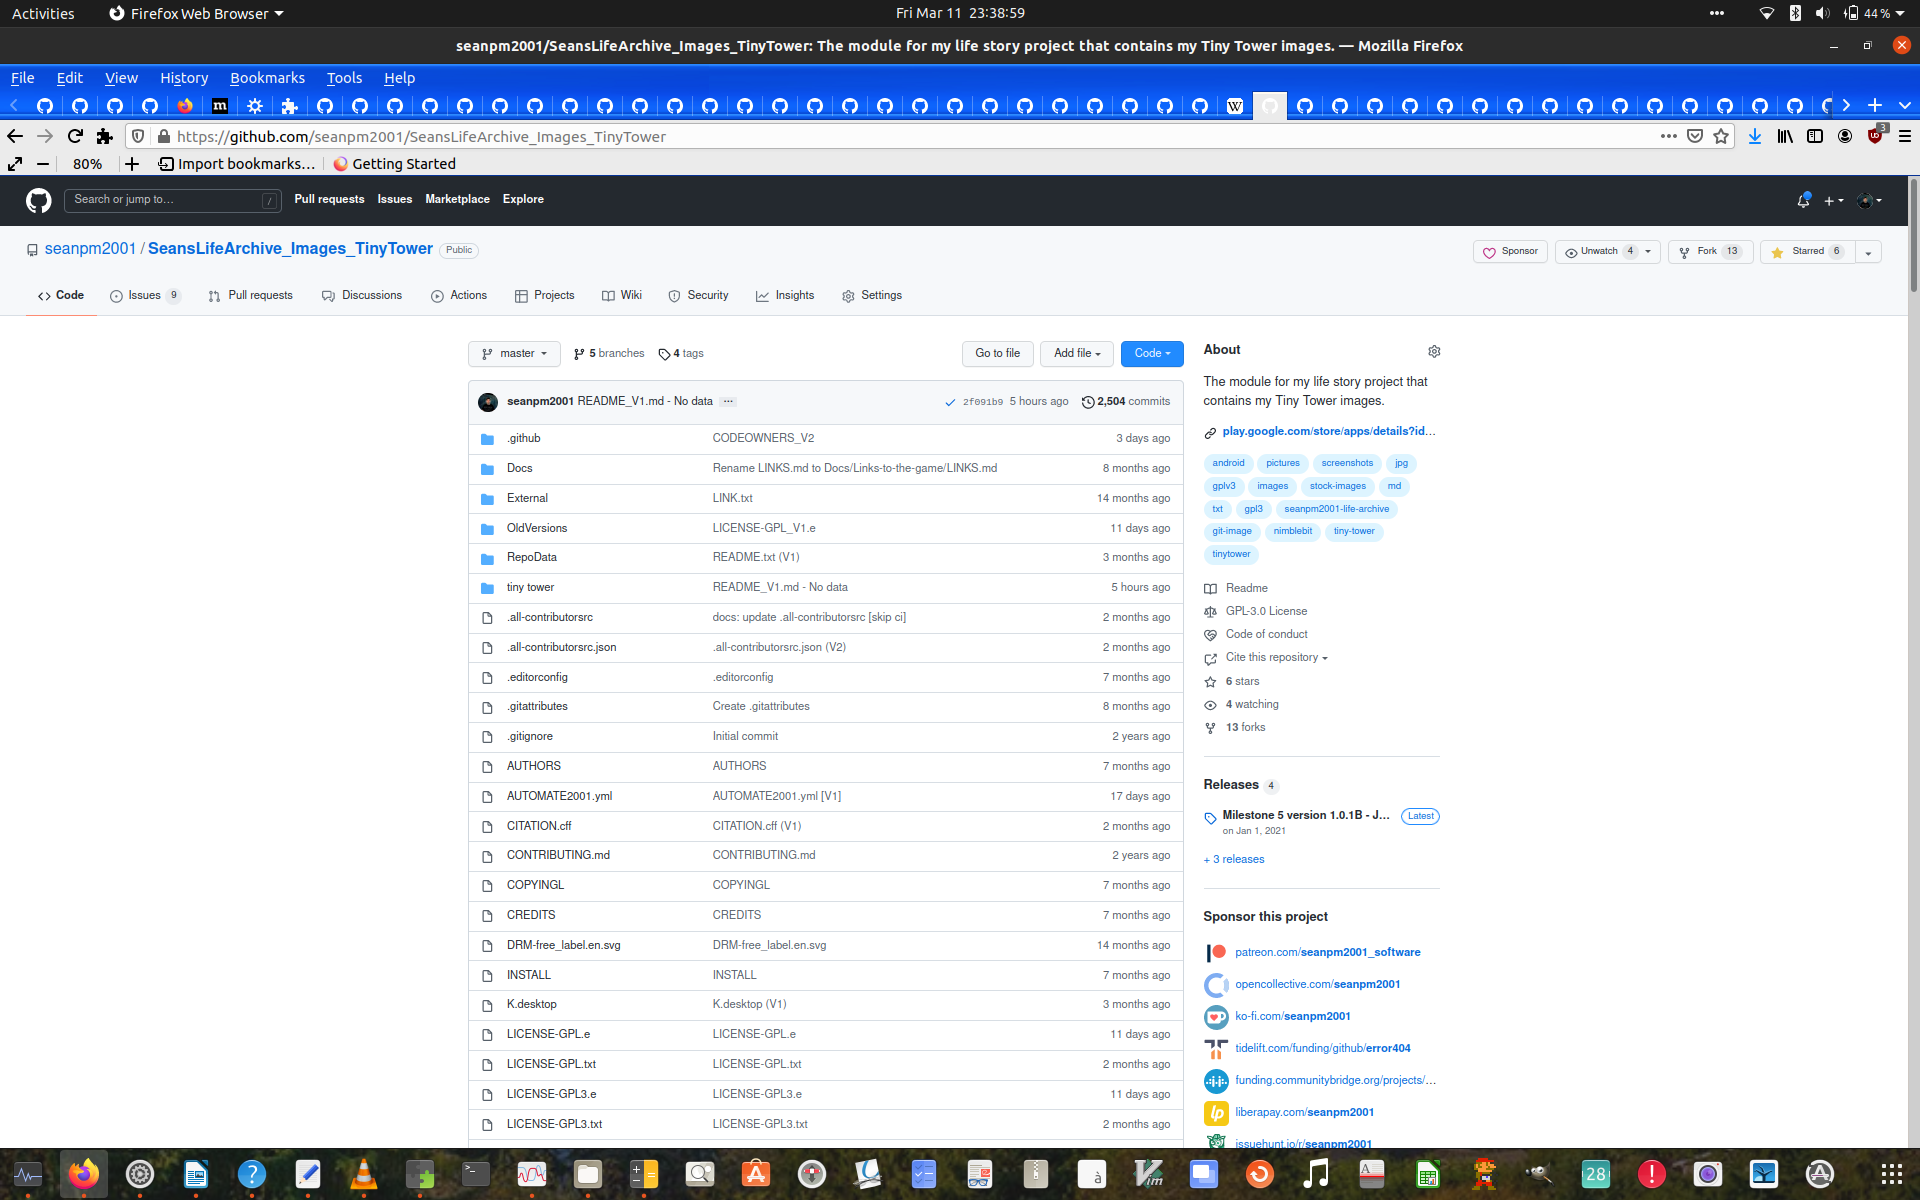 Activities Firefox Web Browser Fri Mar 11 23:38:59 44 %
seanpm2001/SeansLifeArchive_Images_TinyTower: The module for my life story project that contains my Tiny Tower images. — Mozilla Firefox
File Edit View History Bookmarks Tools Help
https://github.com/seanpm2001/SeansLifeArchive_Images_TinyTower 3
80% Import bookmarks... Getting Started
Search or jump to... / Pull requests Issues Marketplace Explore
seanpm2001 / SeansLifeArchive_Images_TinyTower Public Sponsor Unwatch 4 Fork 13 Starred 6
Code Issues 9 Pull requests Discussions Actions Projects Wiki Security Insights Settings
master 5 branches 4 tags Go to file Add file Code
seanpm2001 README_V1.md - No data ... 2f091b9 5 hours ago 2,504 commits
.github CODEOWNERS_V2 3 days ago
Docs Rename LINKS.md to Docs/Links-to-the-game/LINKS.md 8 months ago
External LINK.txt 14 months ago
OldVersions LICENSE-GPL_V1.e 11 days ago
RepoData README.txt (V1) 3 months ago
tiny tower README_V1.md - No data 5 hours ago
.all-contributorsrc docs: update .all-contributorsrc [skip ci] 2 months ago
.all-contributorsrc.json .all-contributorsrc.json (V2) 2 months ago
.editorconfig .editorconfig 7 months ago
.gitattributes Create .gitattributes 8 months ago
.gitignore Initial commit 2 years ago
AUTHORS AUTHORS 7 months ago
AUTOMATE2001.yml AUTOMATE2001.yml [V1] 17 days ago
CITATION.cff CITATION.cff (V1) 2 months ago
CONTRIBUTING.md CONTRIBUTING.md 2 years ago
COPYINGL COPYINGL 7 months ago
CREDITS CREDITS 7 months ago
DRM-free_label.en.svg DRM-free_label.en.svg 14 months ago
INSTALL INSTALL 7 months ago
K.desktop K.desktop (V1) 3 months ago
LICENSE-GPL.e LICENSE-GPL.e 11 days ago
LICENSE-GPL.txt LICENSE-GPL.txt 2 months ago
LICENSE-GPL3.e LICENSE-GPL3.e 11 days ago
LICENSE-GPL3.txt LICENSE-GPL3.txt 2 months ago
About
The module for my life story project that
contains my Tiny Tower images.
play.google.com/store/apps/details?id...
android pictures screenshots jpg
gplv3 images stock-images md
txt gpl3 seanpm2001-life-archive
git-image nimblebit tiny-tower
tinytower
Readme
GPL-3.0 License
Code of conduct
Cite this repository
6 stars
4 watching
13 forks
Releases 4
Milestone 5 version 1.0.1B - J... Latest
on Jan 1, 2021
+ 3 releases
Sponsor this project
patreon.com/seanpm2001_software
opencollective.com/seanpm2001
ko-fi.com/seanpm2001
tidelift.com/funding/github/error404
funding.communitybridge.org/projects/...
liberapay.com/seanpm2001
issuehunt.io/r/seanpm2001
28